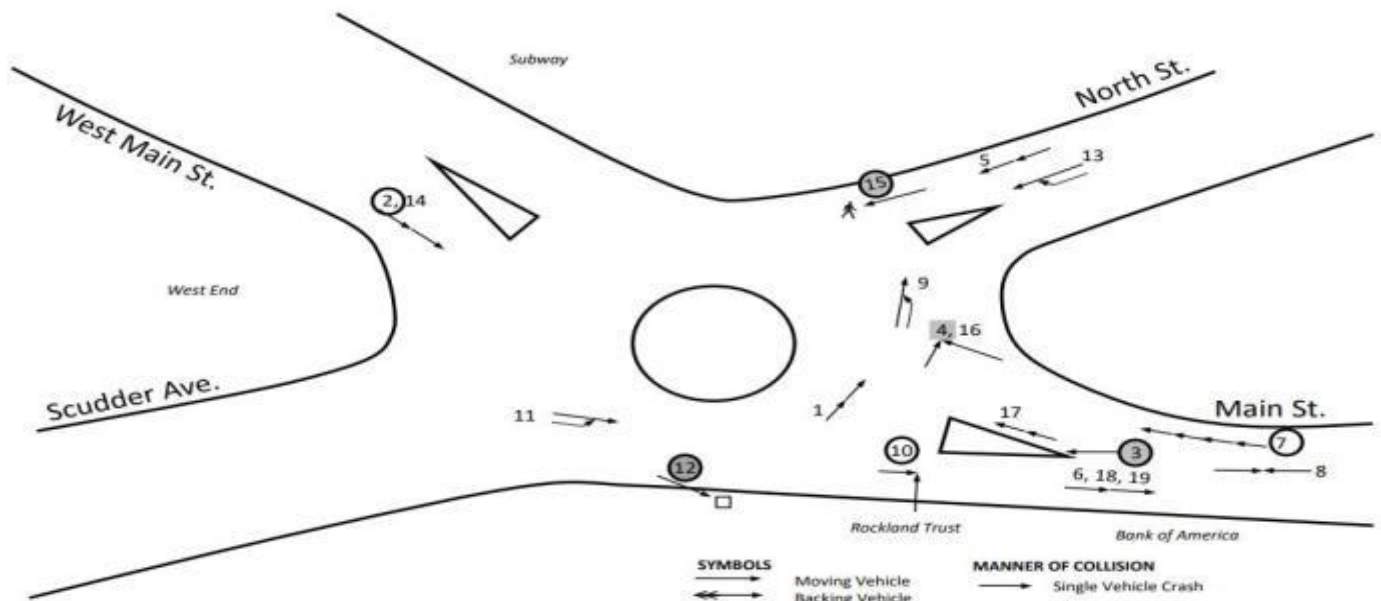 Subway
North St.
West Main St.
5
13
15
2, 14
West End
9
4, 16
Scudder Ave.
11
1
17
Main St.
7
10
3
12
6, 18, 19
8
Rockland Trust
Bank of America
SYMBOLS
MANNER OF COLLISION
Moving Vehicle
Single Vehicle Crash
Backing Vehicle